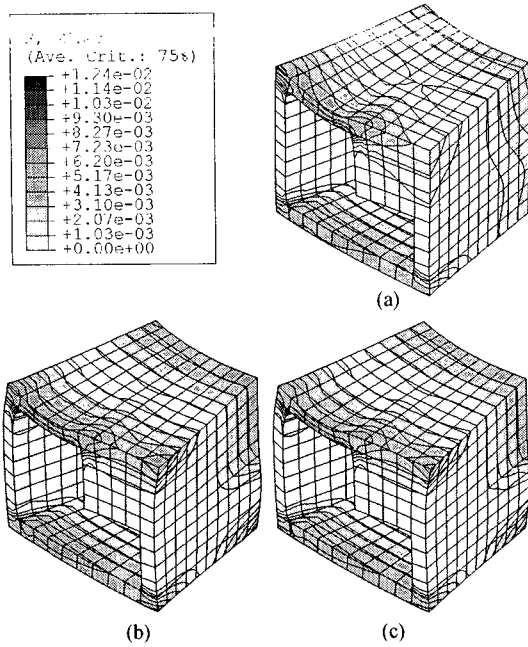 (Ave. Crit.: 75%)
+1.24e-02
+1.14e-02
+1.03e-02
+9.30e-03
+8.27e-03
+7.23e-03
+6.20e-03
+5.17e-03
+4.13e-03
+3.10e-03
+2.07e-03
+1.03e-03
+0.00e+00
(a)
(b)
(c)